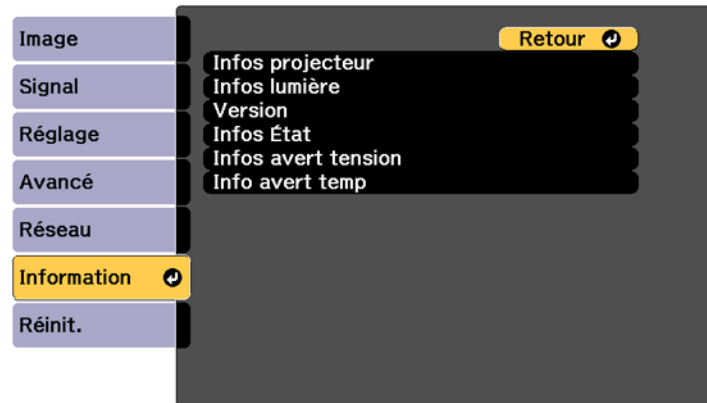 Image
Signal
Réglage
Avancé
Réseau
Information
Réinit.
Retour
Infos projecteur
Infos lumière
Version
Infos État
Infos avert tension
Info avert temp